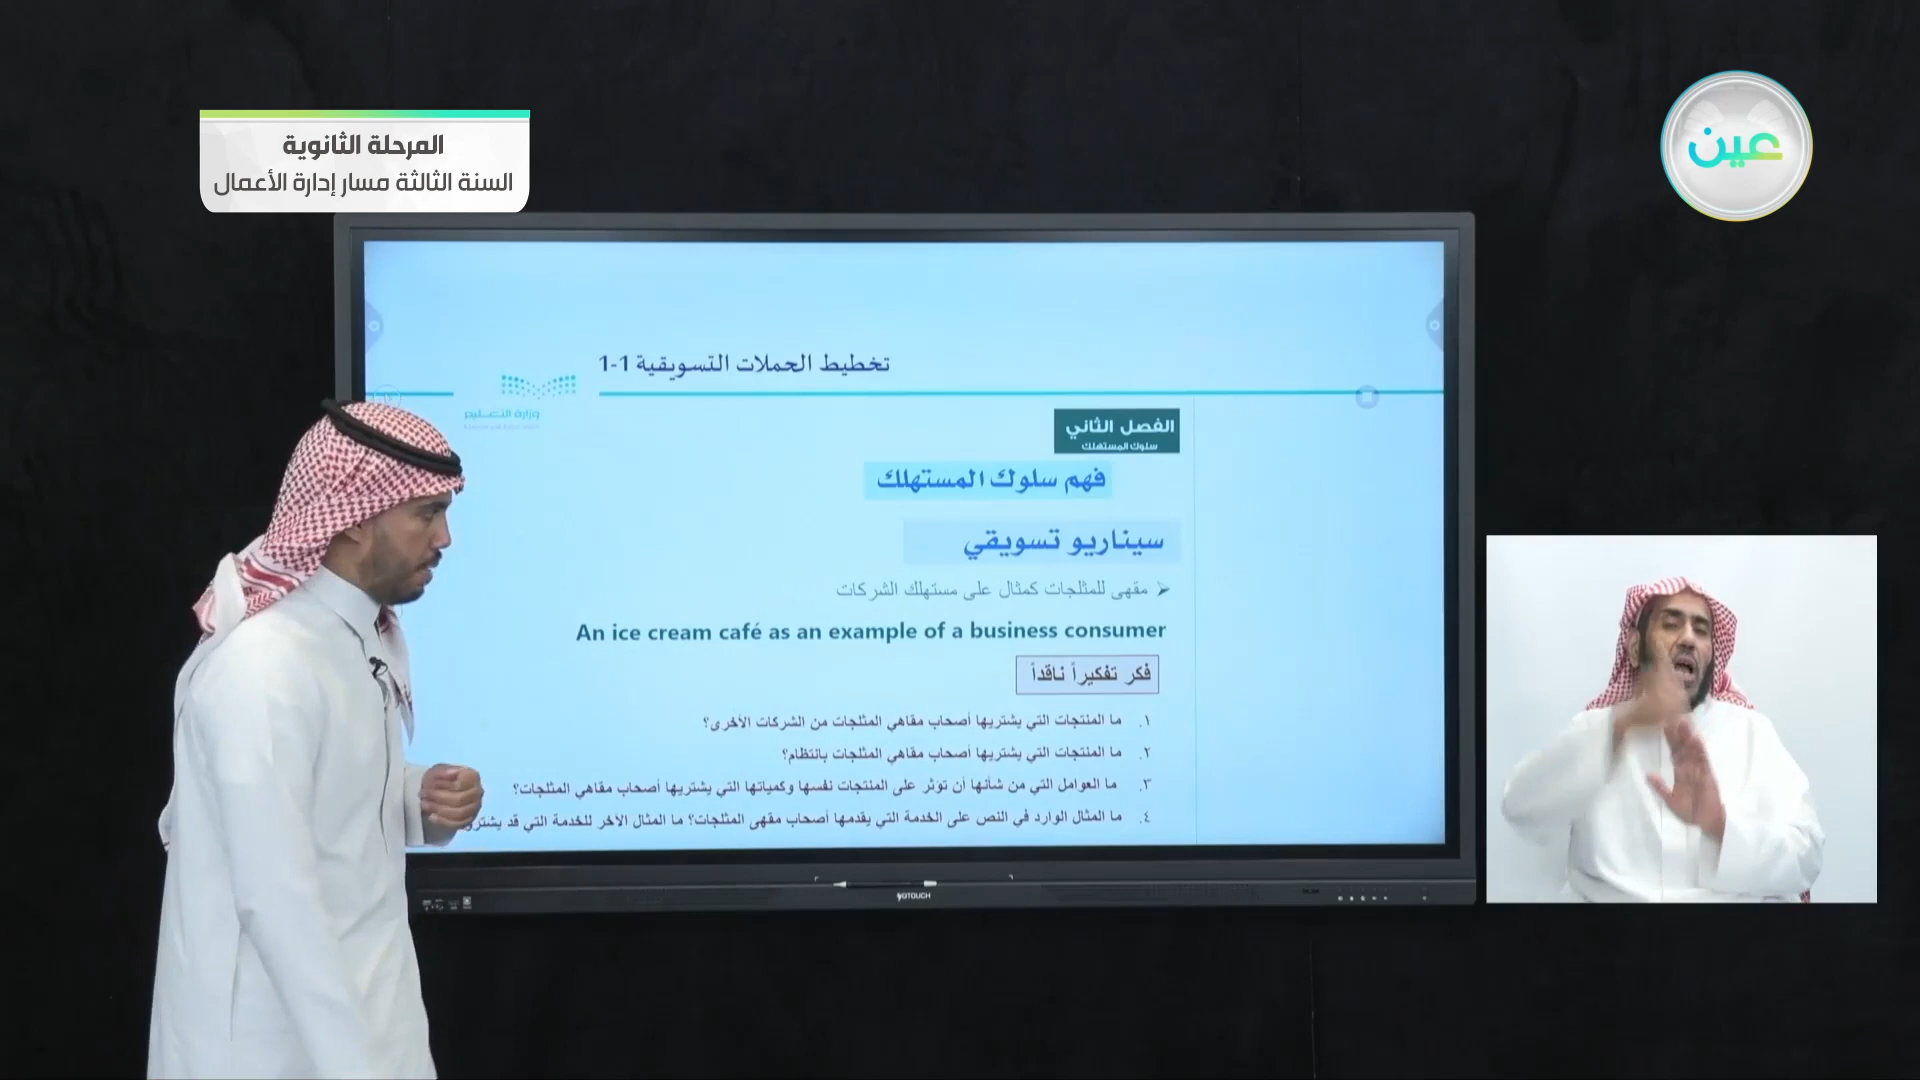 المرحلة الثانوية
السنة الثالثة مسار إدارة الأعمال
عين
تخطيط الحملات التسويقية 1-1
وزارة التعليم
الفصل الثاني
سلوك المستهلك
فهم سلوك المستهلك
سيناريو تسويقي
مقهى للمثلجات كمثال على مستهلك الشركات
An ice cream café as an example of a business consumer
فكر تفكيراً ناقداً
١. ما المنتجات التي يشتريها أصحاب مقاهي المثلجات من الشركات الأخرى؟
٢. ما المنتجات التي يشتريها أصحاب مقاهي المثلجات بانتظام؟
٣. ما العوامل التي من شأنها أن تؤثر على المنتجات نفسها وكمياتها التي يشتريها أصحاب مقاهي المثلجات؟
٤. ما المثال الوارد في النص على الخدمة التي يقدمها أصحاب مقهى المثلجات؟ ما المثال الآخر للخدمة التي قد